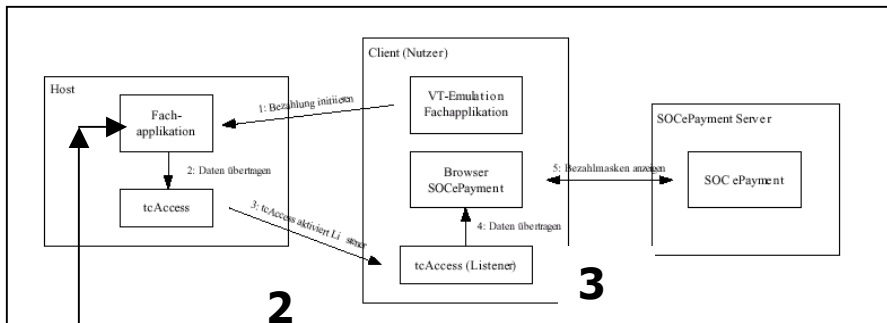 Client (Nutzer)
Host
1: Bezahlung initiieren
VT-Emulation
Fachapplikation
Fach-
applikation
SOCePayment Server
2: Daten übertragen
Browser
SOCePayment
5: Bezahlmasken anzeigen
SOC ePayment
tcAccess
3: tcAccess aktiviert Listener
4: Daten übertragen
tcAccess (Listener)
2
3